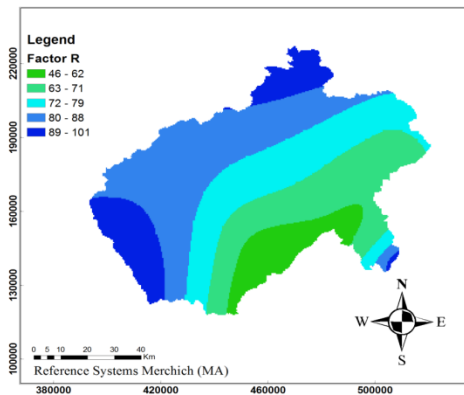 Legend
Factor R
46 - 62
63 - 71
72 - 79
80 - 88
89 - 101
220000
190000
160000
130000
100000
N
W E
S
0 5 10 20 30 40
Km
Reference Systems Merchich (MA)
380000 420000 460000 500000